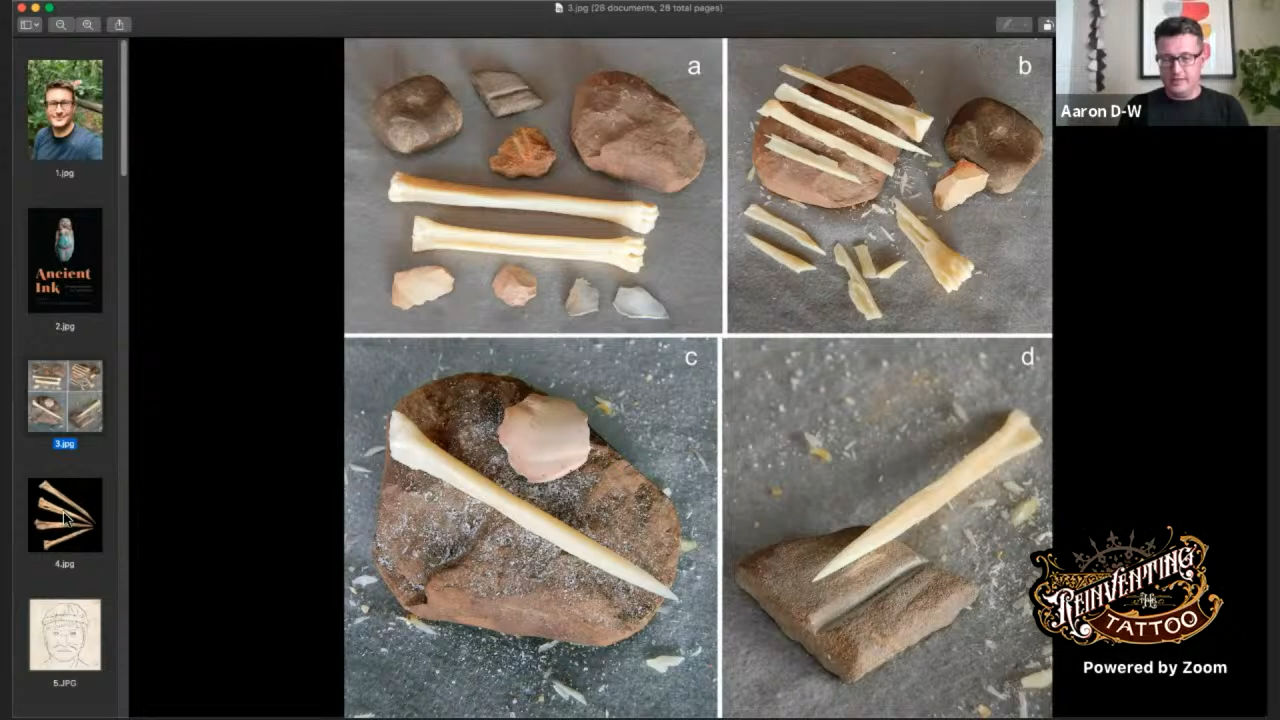 3.jpg (28 documents, 28 total pages)
1.jpg
Ancient
Ink
2.jpg
3.jpg
4.jpg
5.JPG
a
b
c
d
Aaron D-W
REINVENTING
THE
TATTOO
Powered by Zoom